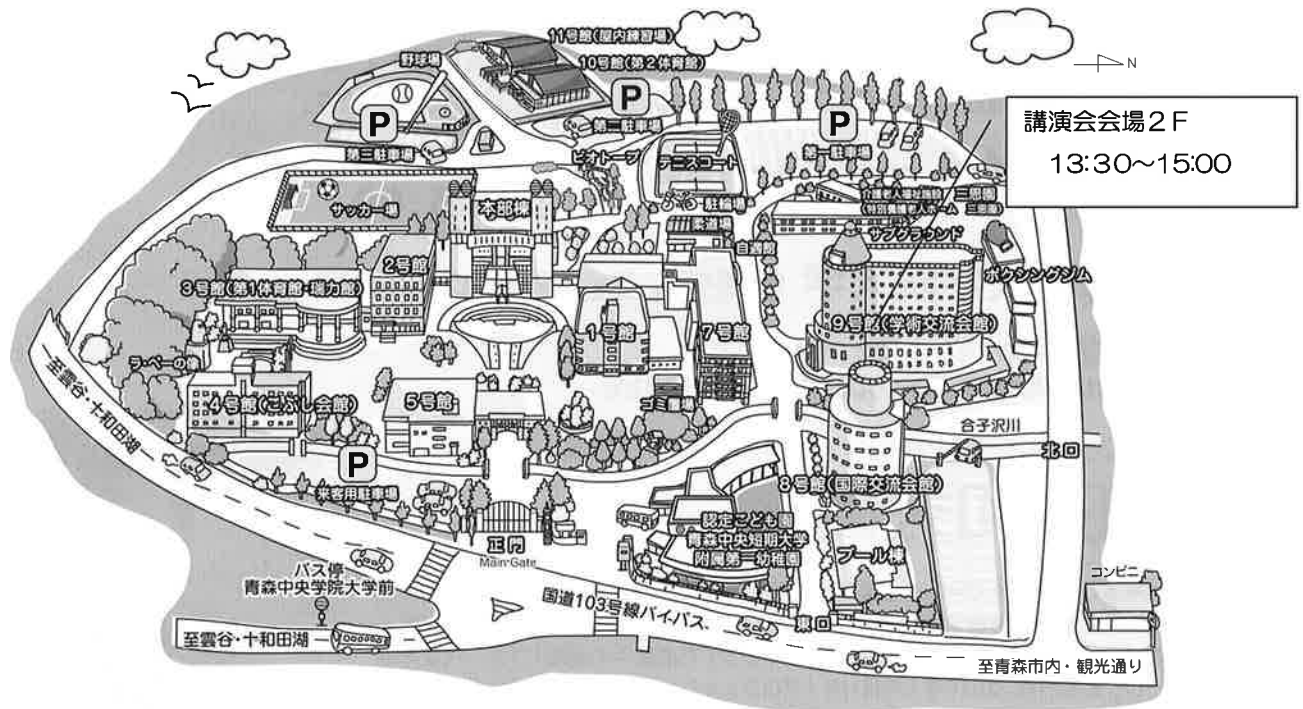 11号館(屋内練習場)
10号館(第2体育館)
野球場
N
P
P
P
講演会会場2F
13:30~15:00
第三駐車場
第二駐車場
第一駐車場
ビオトープ
テニスコート
駐輪場
サッカー場
本部棟
柔道場
三思園
(特別養護老人ホーム 三思園)
サブグラウンド
ボクシングジム
2号館
3号館(第1体育館・瑞力館)
1号館
7号館
9号館(学術交流会館)
4号館(こぶし会館)
5号館
至雲谷・十和田湖
合子沢川
北口
P
来客用駐車場
8号館(国際交流会館)
正門
Main-Gate
認定こども園
青森中央短期大学
附属第一幼稚園
プール棟
コンビニ
バス停
青森中央学院大学前
国道103号線バイパス
東口
至雲谷・十和田湖
至青森市内・観光通り